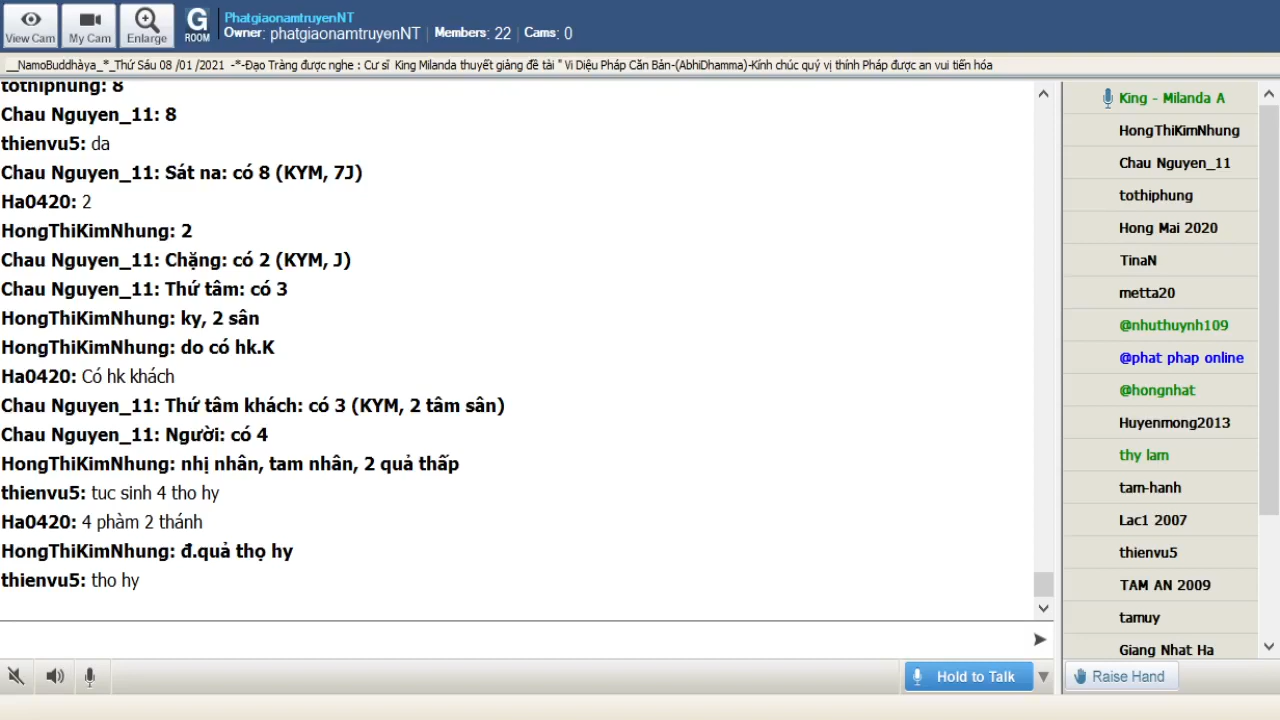 View Cam
My Cam
Enlarge
G
ROOM
PhatgiaonamtruyenNT
Owner: phatgiaonamtruyenNT | Members: 22 | Cams: 0
__NamoBuddhàya_*_Thứ Sáu 08 /01 /2021 -*-Đạo Tràng được nghe : Cư sĩ King Milanda thuyết giảng đề tài " Vi Diệu Pháp Căn Bản-(AbhiDhamma)-Kính chúc quý vị thính Pháp được an vui tiến hóa
tothiphung: 8
Chau Nguyen_11: 8
thienvu5: da
Chau Nguyen_11: Sát na: có 8 (KYM, 7J)
Ha0420: 2
HongThiKimNhung: 2
Chau Nguyen_11: Chặng: có 2 (KYM, J)
Chau Nguyen_11: Thứ tâm: có 3
HongThiKimNhung: ky, 2 sân
HongThiKimNhung: do có hk.K
Ha0420: Có hk khách
Chau Nguyen_11: Thứ tâm khách: có 3 (KYM, 2 tâm sân)
Chau Nguyen_11: Người: có 4
HongThiKimNhung: nhị nhân, tam nhân, 2 quả thấp
thienvu5: tuc sinh 4 tho hy
Ha0420: 4 phàm 2 thánh
HongThiKimNhung: đ.quả thọ hy
thienvu5: tho hy
King - Milanda A
HongThiKimNhung
Chau Nguyen_11
tothiphung
Hong Mai 2020
TinaN
metta20
@nhuthuynh109
@phat phap online
@hongnhat
Huyenmong2013
thy lam
tam-hanh
Lac1 2007
thienvu5
TAM AN 2009
tamuy
Giang Nhat Ha
Hold to Talk
Raise Hand